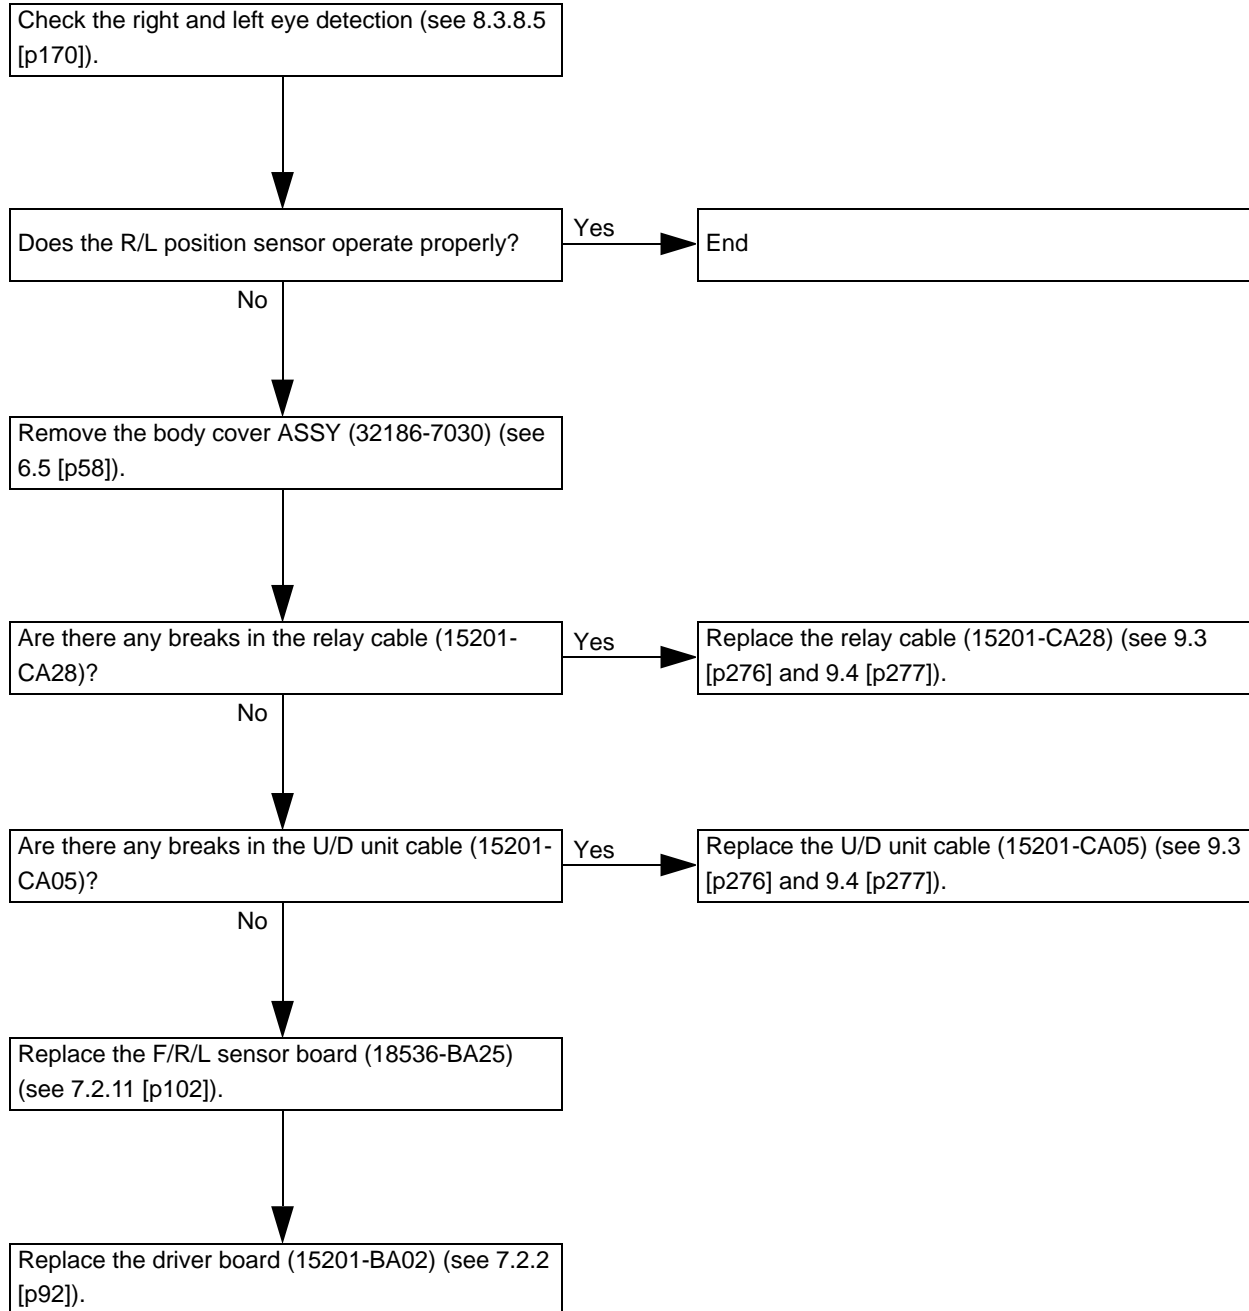 Check the right and left eye detection (see 8.3.8.5
[p170]).
Does the R/L position sensor operate properly?
Yes
End
No
Remove the body cover ASSY (32186-7030) (see
6.5 [p58]).
Are there any breaks in the relay cable (15201-
CA28)?
Yes
Replace the relay cable (15201-CA28) (see 9.3
[p276] and 9.4 [p277]).
No
Are there any breaks in the U/D unit cable (15201-
CA05)?
Yes
Replace the U/D unit cable (15201-CA05) (see 9.3
[p276] and 9.4 [p277]).
No
Replace the F/R/L sensor board (18536-BA25)
(see 7.2.11 [p102]).
Replace the driver board (15201-BA02) (see 7.2.2
[p92]).